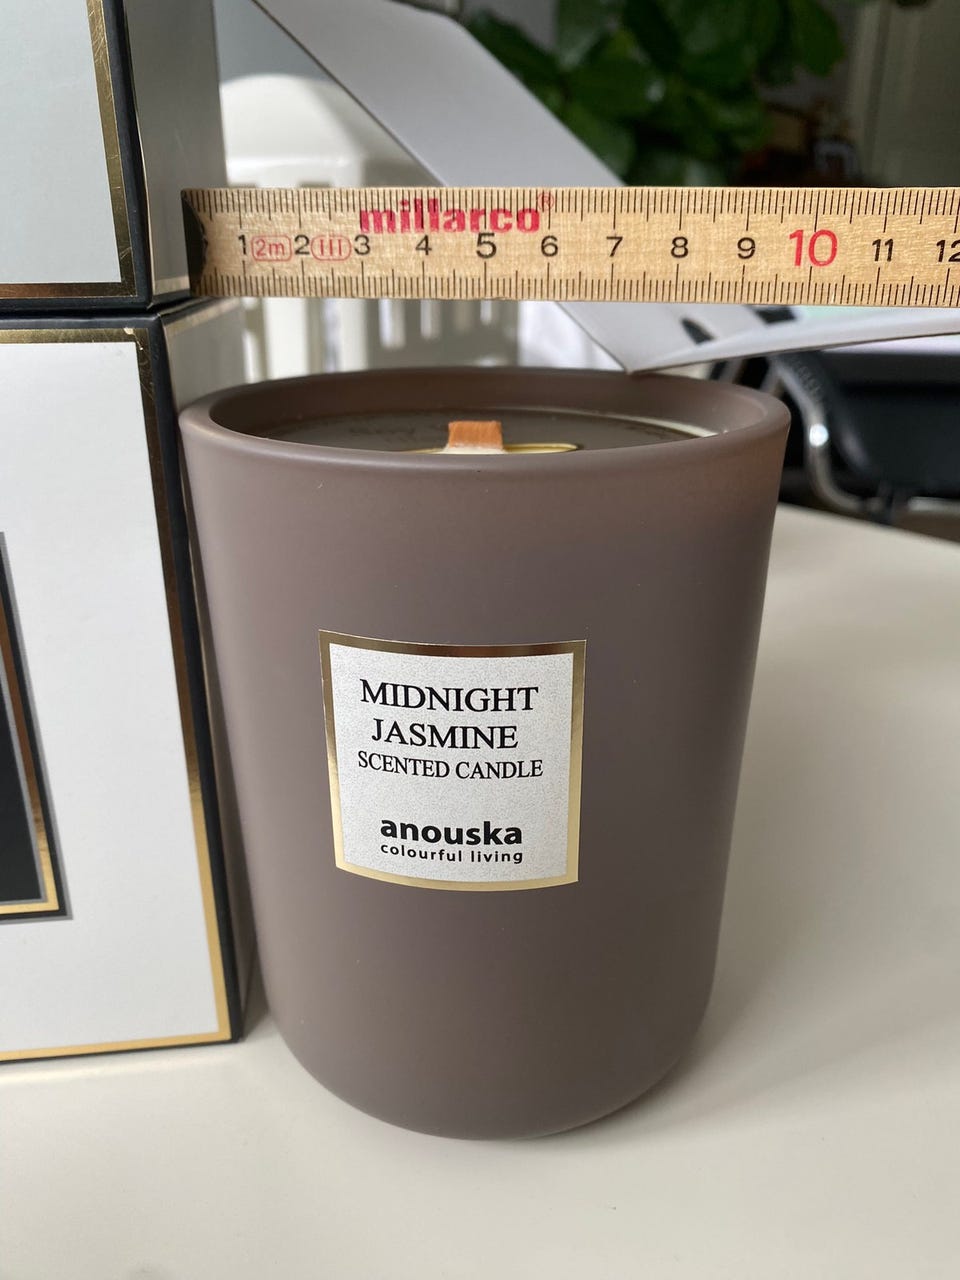 millarco®
1 2m 2 III 3 4 5 6 7 8 9 10 11 12
MIDNIGHT
JASMINE
SCENTED CANDLE
anouska
colourful living